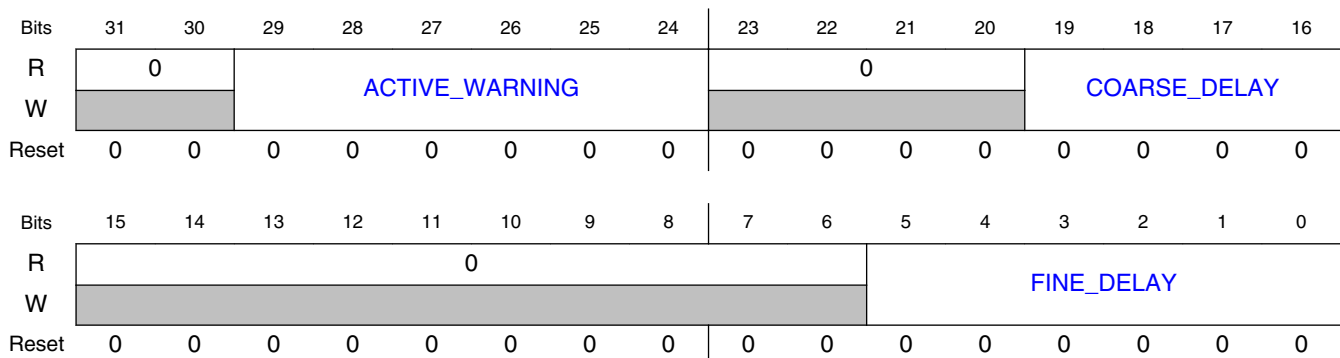 Bits 31 30 29 28 27 26 25 24 23 22 21 20 19 18 17 16
R 0 ACTIVE_WARNING 0 COARSE_DELAY
W
Reset 0 0 0 0 0 0 0 0 0 0 0 0 0 0 0 0
Bits 15 14 13 12 11 10 9 8 7 6 5 4 3 2 1 0
R 0 FINE_DELAY
W
Reset 0 0 0 0 0 0 0 0 0 0 0 0 0 0 0 0